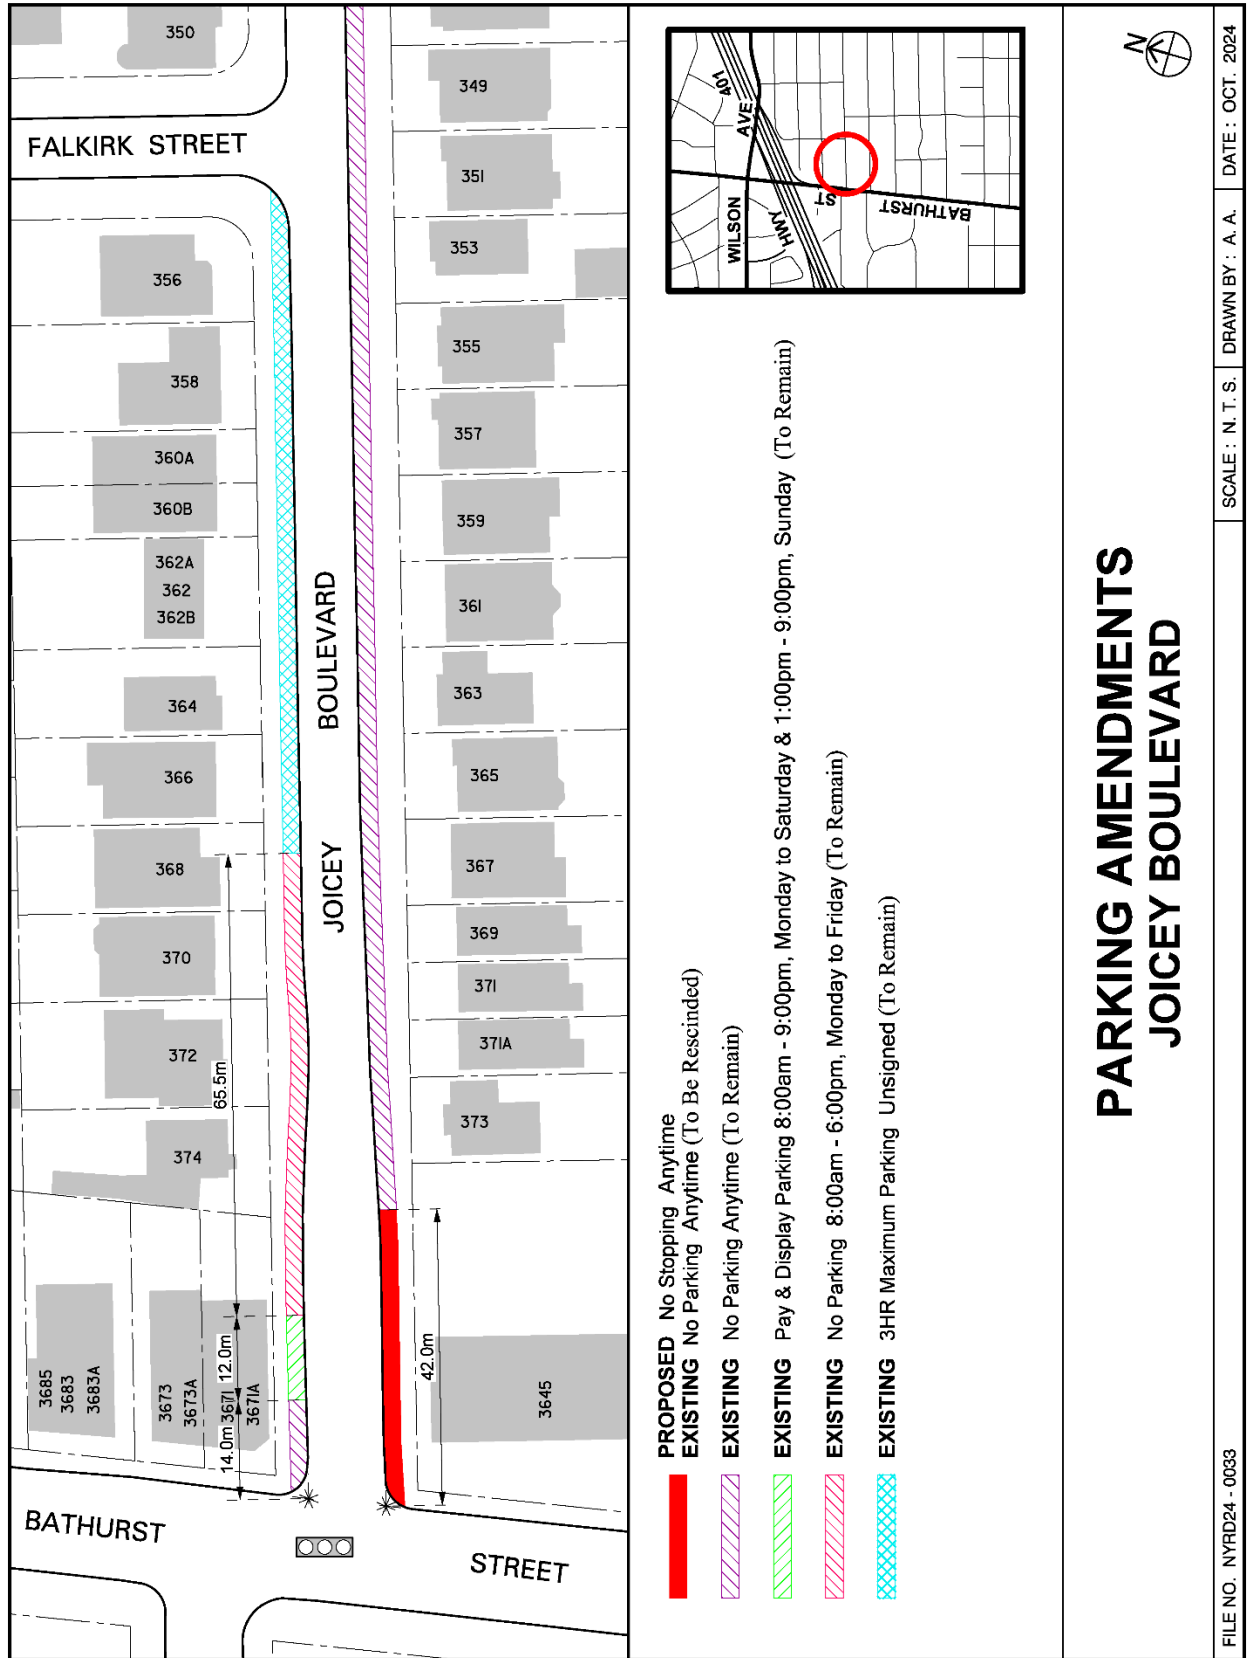 350
FALKIRK STREET
356
358
360A
360B
362A
362
362B
364
366
368
370
372
374
65.5m
12.0m
14.0m
3685
3683
3683A
3673
3673A
3671
3671A
BATHURST
STREET
JOICEY
BOULEVARD
349
351
353
355
357
359
361
363
365
367
369
371
371A
373
42.0m
3645
PROPOSED No Stopping Anytime
EXISTING No Parking Anytime (To Be Rescinded)
EXISTING No Parking Anytime (To Remain)
EXISTING Pay & Display Parking 8:00am - 9:00pm, Monday to Saturday & 1:00pm - 9:00pm, Sunday (To Remain)
EXISTING No Parking 8:00am - 6:00pm, Monday to Friday (To Remain)
EXISTING 3HR Maximum Parking Unsigned (To Remain)
WILSON
AVE
HWY
401
BATHURST
ST
N
PARKING AMENDMENTS
JOICEY BOULEVARD
FILE NO. NYRD24 - 0033
SCALE : N. T. S.
DRAWN BY : A. A.
DATE : OCT. 2024